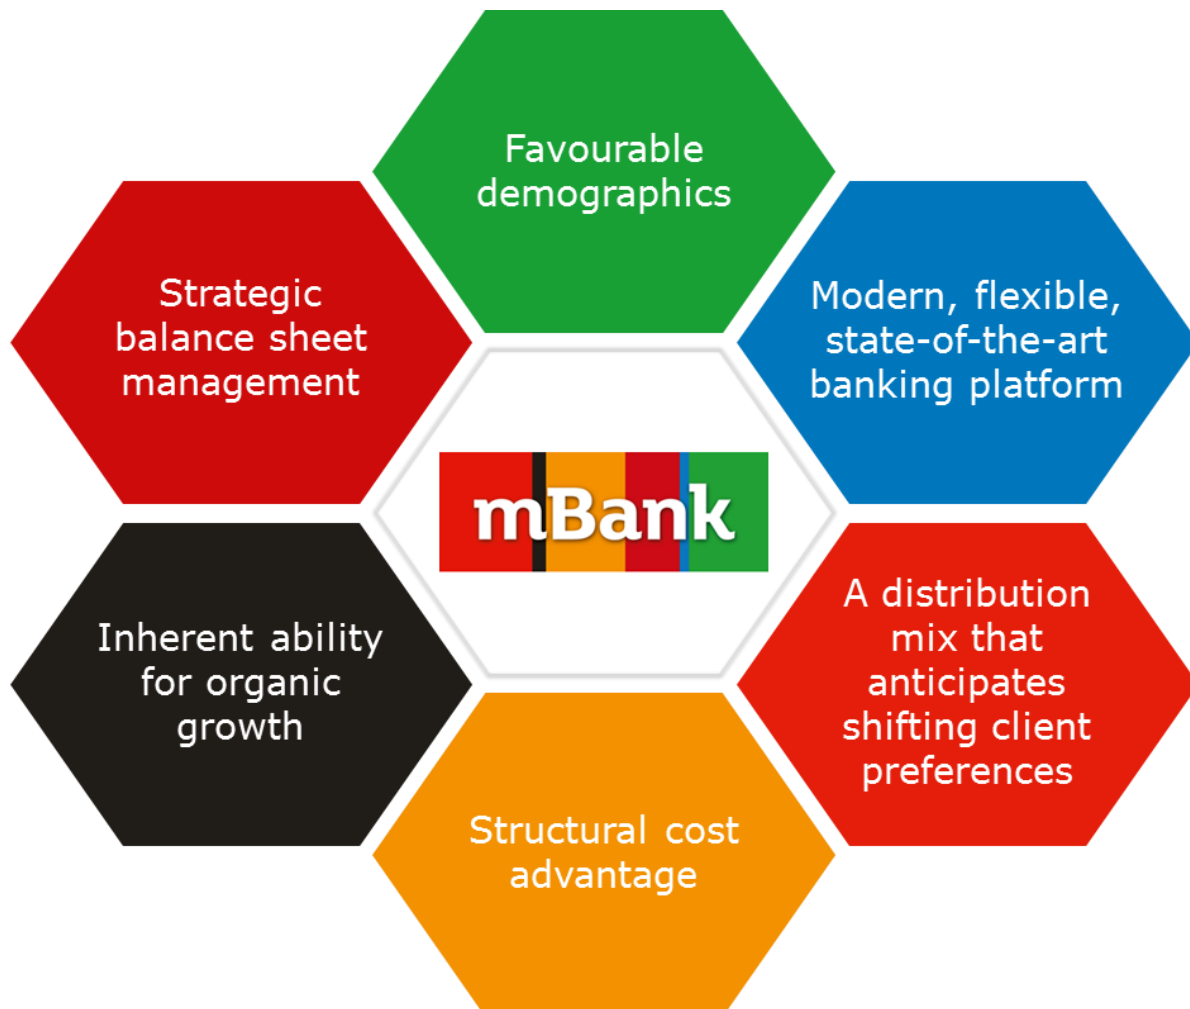 Favourable
demographics
Strategic
balance sheet
management
Modern, flexible,
state-of-the-art
banking platform
mBank
Inherent ability
for organic
growth
A distribution
mix that
anticipates
shifting client
preferences
Structural cost
advantage